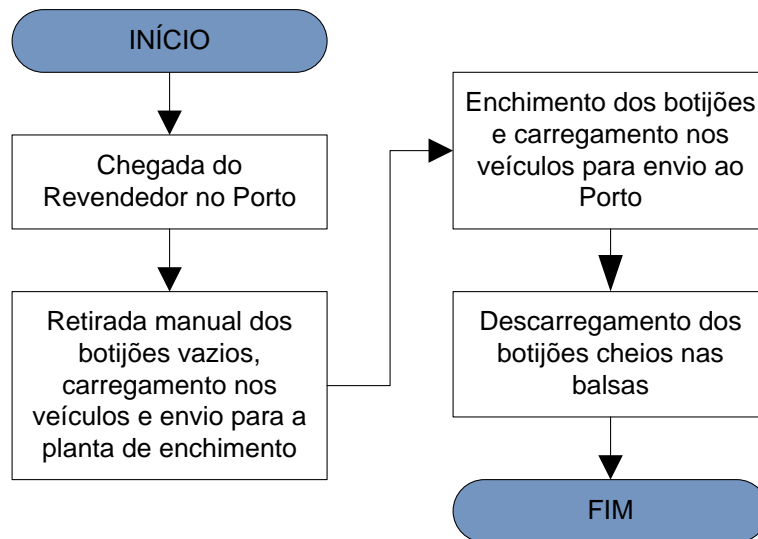 INÍCIO
Chegada do
Revendedor no Porto
Retirada manual dos
botijões vazios,
carregamento nos
veículos e envio para a
planta de enchimento
Enchimento dos botijões
e carregamento nos
veículos para envio ao
Porto
Descarregamento dos
botijões cheios nas
balsas
FIM